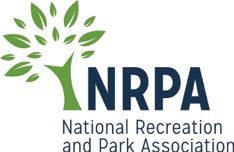 NRPA
National Recreation
and Park Association